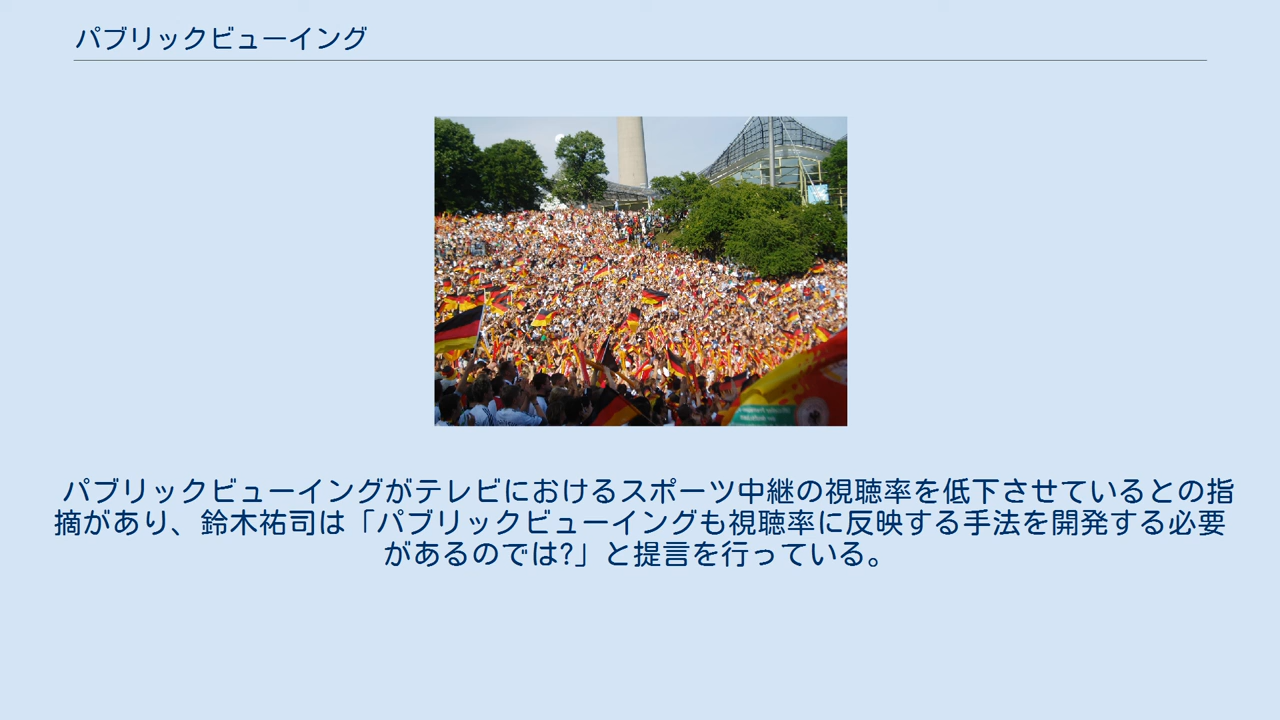 パブリックビューイング
パブリックビューイングがテレビにおけるスポーツ中継の視聴率を低下させているとの指
摘があり、鈴木祐司は「パブリックビューイングも視聴率に反映する手法を開発する必要
があるのでは?」と提言を行っている。